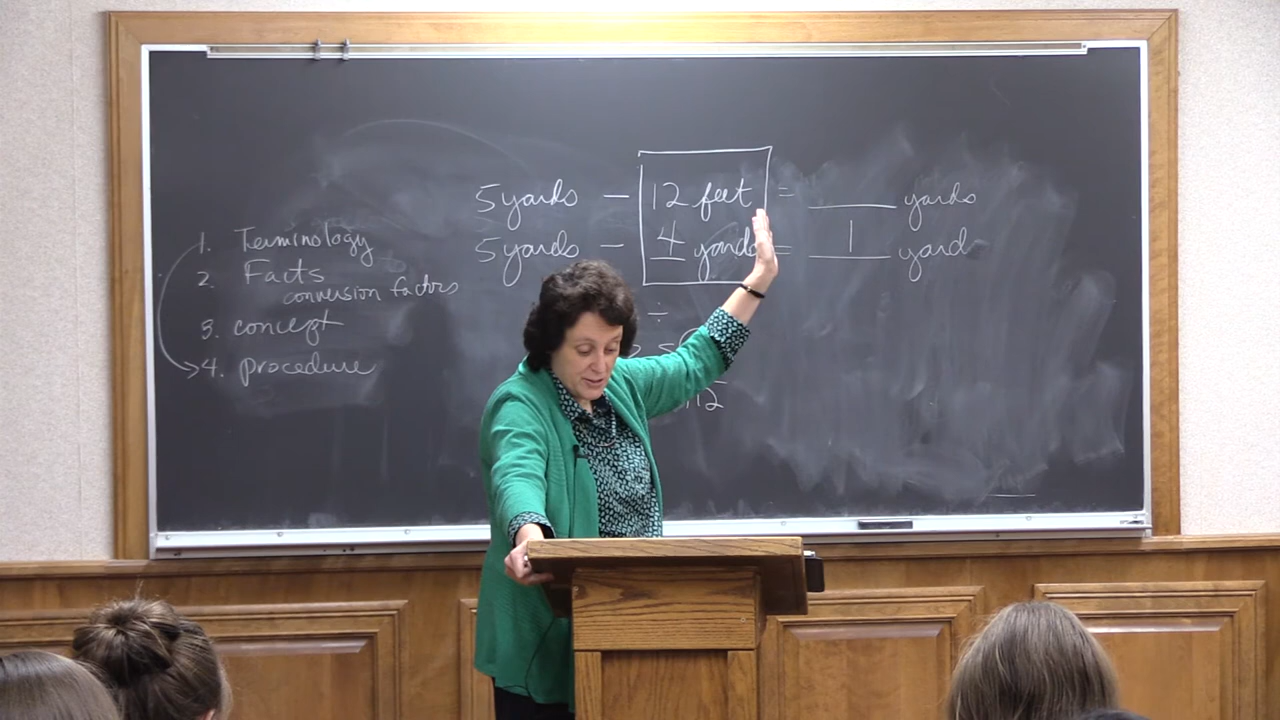 5 yards − 12 feet = ____ yards
5 yards − 4 yards = 1 yard
1. Terminology
2. Facts
conversion factors
3. concept
4. procedure
÷
12